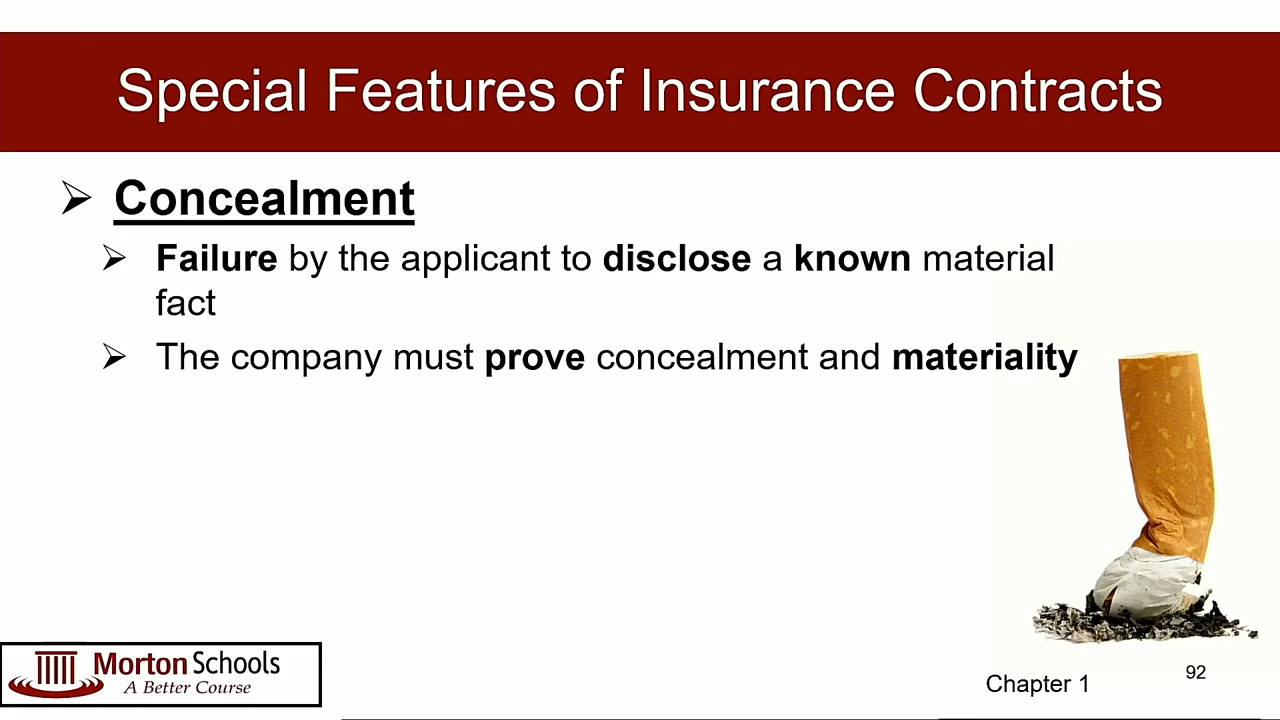 Special Features of Insurance Contracts
Concealment
Failure by the applicant to disclose a known material
fact
The company must prove concealment and materiality
Morton Schools
A Better Course
Chapter 1
92